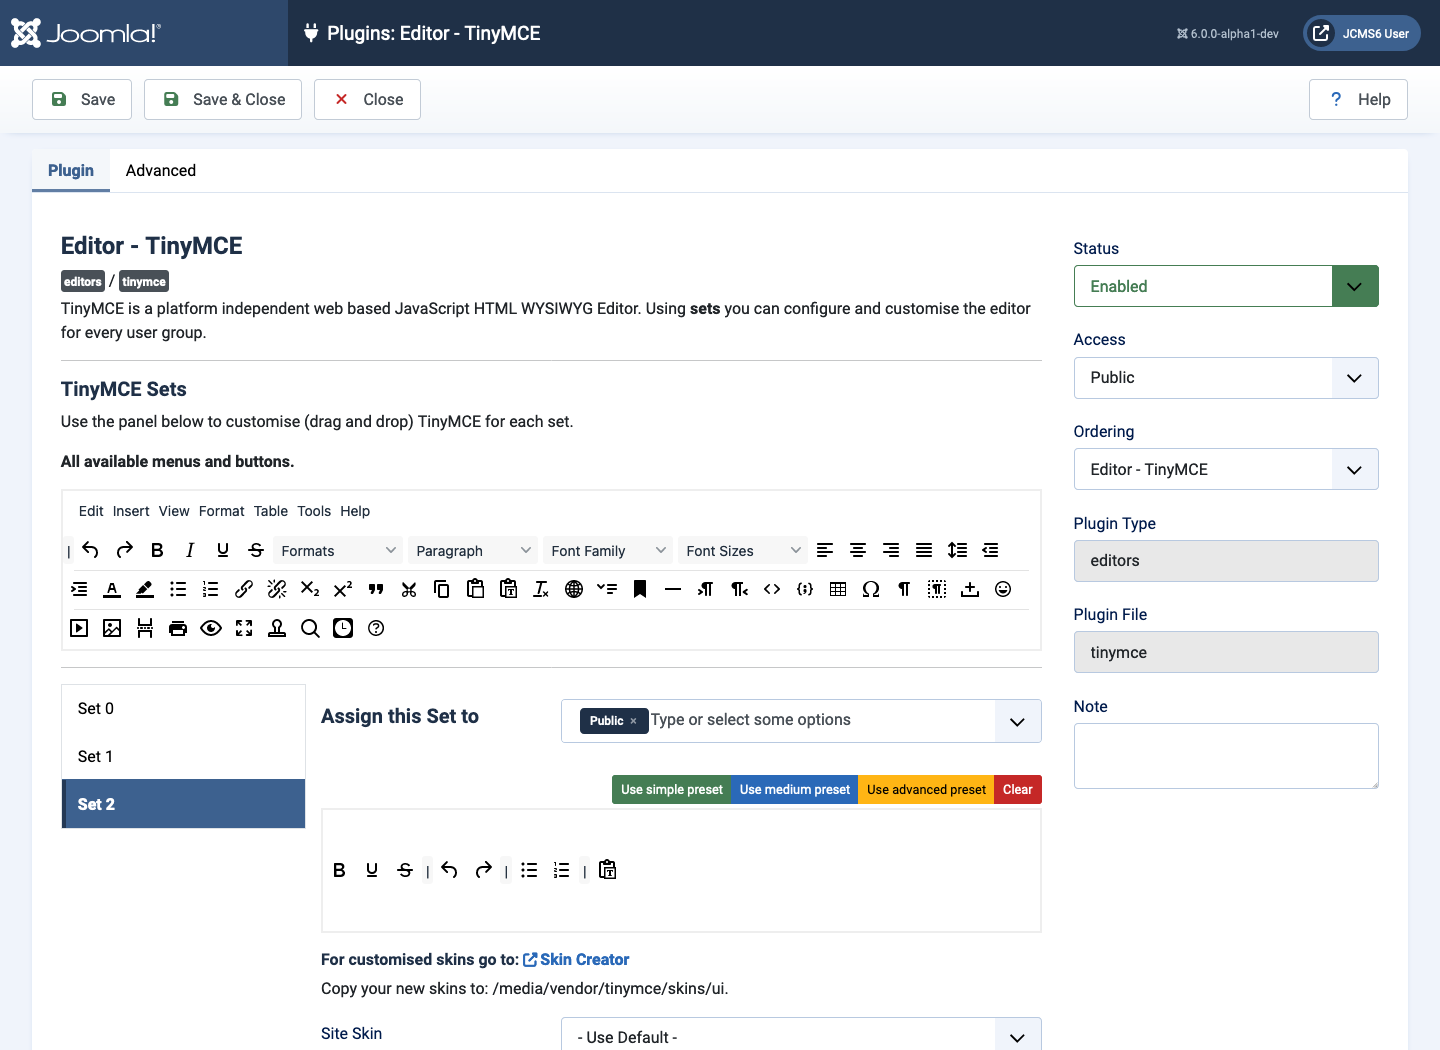 Joomla!
Plugins: Editor - TinyMCE
6.0.0-alpha1-dev
JCMS6 User
Save
Save & Close
Close
Help
Plugin
Advanced
Editor - TinyMCE
editors / tinymce
TinyMCE is a platform independent web based JavaScript HTML WYSIWYG Editor. Using sets you can configure and customise the editor
for every user group.
TinyMCE Sets
Use the panel below to customise (drag and drop) TinyMCE for each set.
All available menus and buttons.
Edit Insert View Format Table Tools Help
Formats Paragraph Font Family Font Sizes
Set 0
Set 1
Set 2
Assign this Set to
Public × Type or select some options
Use simple preset Use medium preset Use advanced preset Clear
For customised skins go to: Skin Creator
Copy your new skins to: /media/vendor/tinymce/skins/ui.
Site Skin
- Use Default -
Status
Enabled
Access
Public
Ordering
Editor - TinyMCE
Plugin Type
editors
Plugin File
tinymce
Note